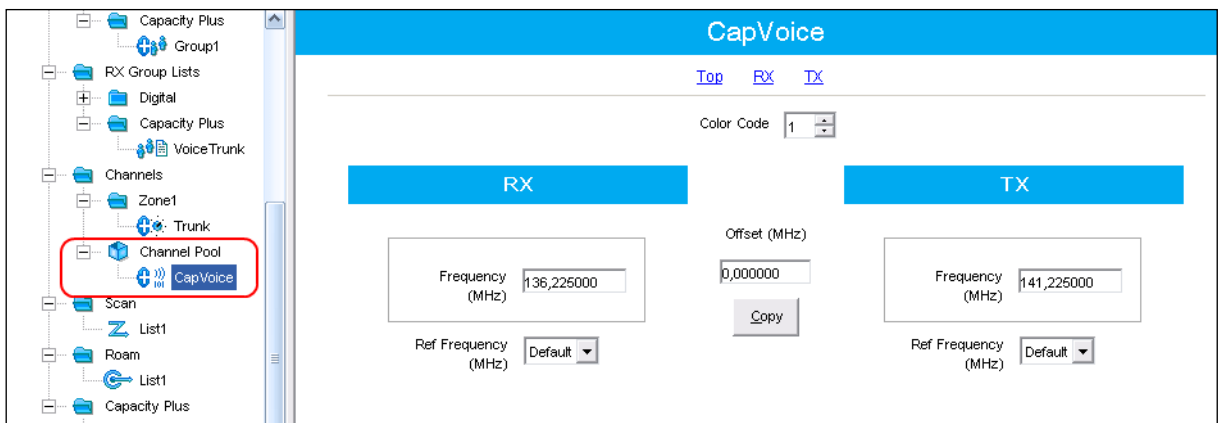 Capacity Plus
Group1
RX Group Lists
Digital
Capacity Plus
VoiceTrunk
Channels
Zone1
Trunk
Channel Pool
CapVoice
Scan
List1
Roam
List1
Capacity Plus
CapVoice
Top RX TX
Color Code 1
RX
Frequency
(MHz)
136,225000
Ref Frequency
(MHz)
Default
Offset (MHz)
0,000000
Copy
TX
Frequency
(MHz)
141,225000
Ref Frequency
(MHz)
Default